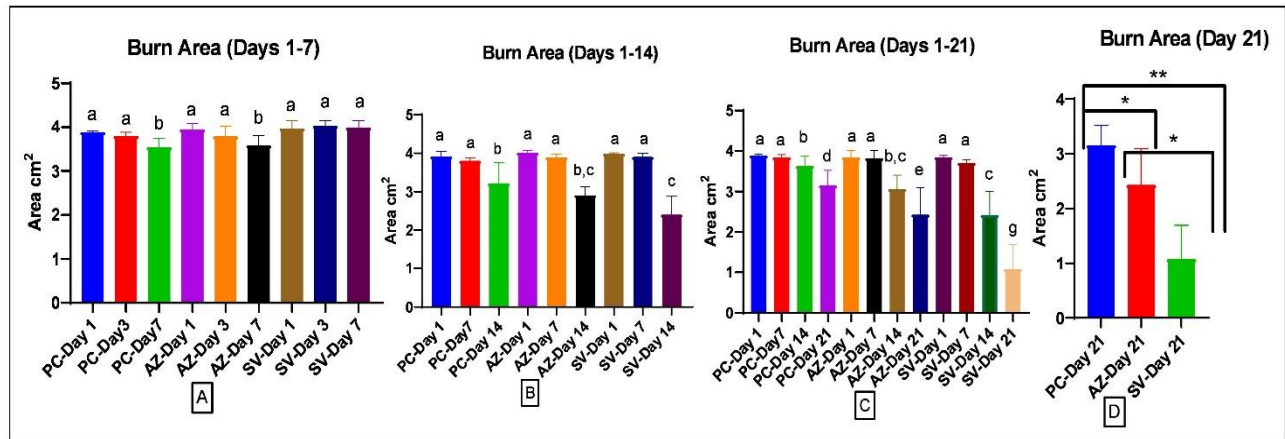 Burn Area (Days 1-7)
5
4
3
2
1
0
Area cm²
a
a
b
a
a
b
a
a
a
PC-Day 1
PC-Day3
PC-Day7
AZ-Day 1
AZ-Day 3
AZ-Day 7
SV-Day 1
SV-Day 3
SV-Day 7
A
Burn Area (Days 1-14)
5
4
3
2
1
0
Area cm²
a
a
b
a
a
b,c
a
a
c
PC-Day1
PC-Day7
PC-Day 14
AZ-Day 1
AZ-Day 7
AZ-Day 14
SV-Day 1
SV-Day 7
SV-Day 14
B
Burn Area (Days 1-21)
5
4
3
2
1
0
Area cm²
a
a
b
d
a
a
b,c
e
a
a
c
g
PC-Day 1
PC-Day7
PC-Day 14
PC-Day 21
AZ-Day 1
AZ-Day 7
AZ-Day 14
AZ-Day 21
SV-Day 1
SV-Day 7
SV-Day 14
SV-Day 21
C
Burn Area (Day 21)
4
3
2
1
0
Area cm²
**
*
*
PC-Day 21
AZ-Day 21
SV-Day 21
D